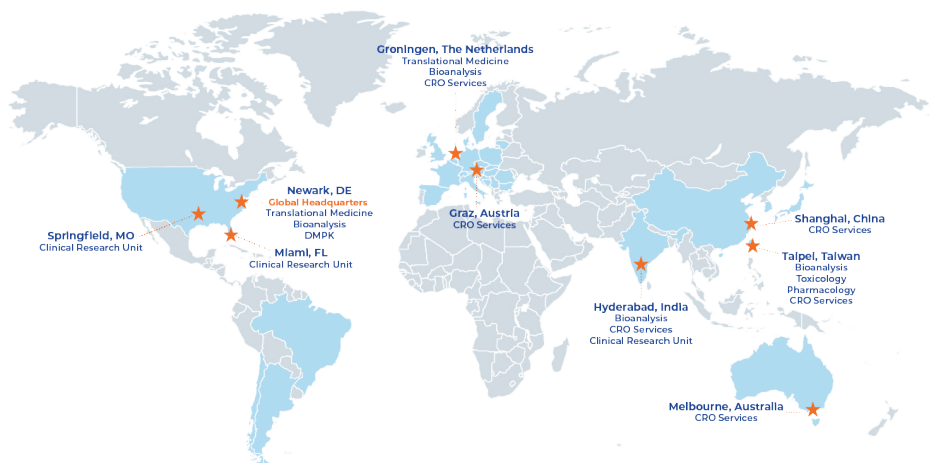 Groningen, The Netherlands
Translational Medicine
Bioanalysis
CRO Services
Newark, DE
Global Headquarters
Translational Medicine
Bioanalysis
DMPK
Springfield, MO
Clinical Research Unit
Miami, FL
Clinical Research Unit
Graz, Austria
CRO Services
Shanghai, China
CRO Services
Taipei, Taiwan
Bioanalysis
Toxicology
Pharmacology
CRO Services
Hyderabad, India
Bioanalysis
CRO Services
Clinical Research Unit
Melbourne, Australia
CRO Services